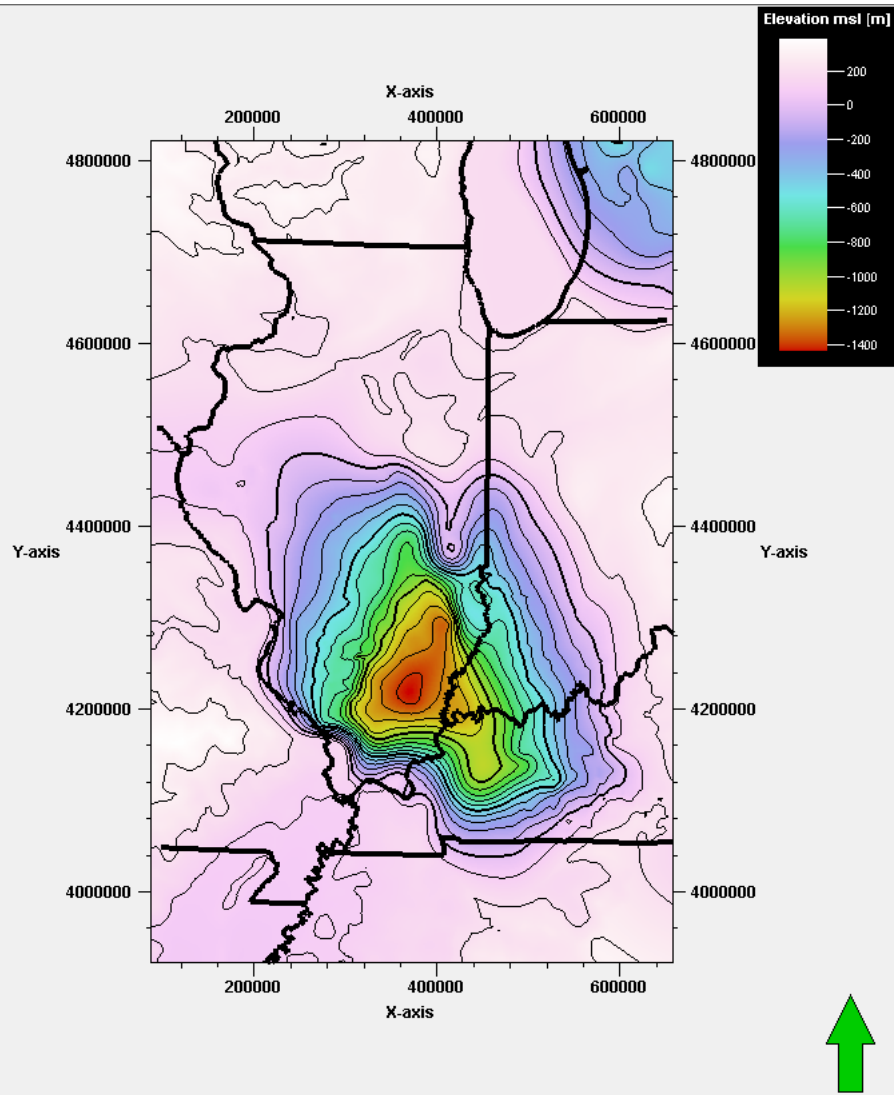 Elevation msl [m]
200
0
-200
-400
-600
-800
-1000
-1200
-1400
X-axis
200000 400000 600000
4800000 4800000
4600000 4600000
4400000 4400000
Y-axis Y-axis
4200000 4200000
4000000 4000000
200000 400000 600000
X-axis